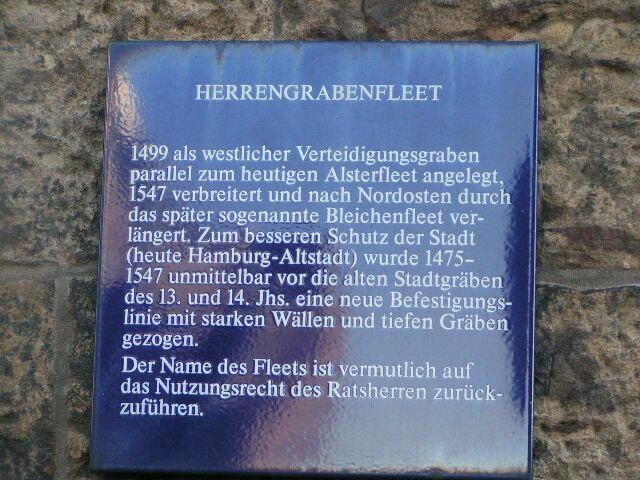 HERRENGRABENFLEET
1499 als westlicher Verteidigungsgraben
parallel zum heutigen Alsterfleet angelegt,
1547 verbreitert und nach Nordosten durch
das später sogenannte Bleichenfleet ver-
längert. Zum besseren Schutz der Stadt
(heute Hamburg-Altstadt) wurde 1475–
1547 unmittelbar vor die alten Stadtgräben
des 13. und 14. Jhs. eine neue Befestigungs-
linie mit starken Wällen und tiefen Gräben
gezogen.
Der Name des Fleets ist vermutlich auf
das Nutzungsrecht des Ratsherren zurück-
zuführen.